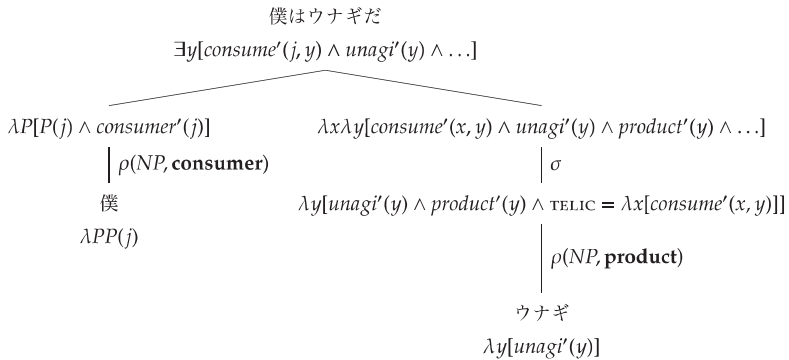 僕はウナギだ
∃y[consume′(j, y) ∧ unagi′(y) ∧ …]
λP[P(j) ∧ consumer′(j)]
λxλy[consume′(x, y) ∧ unagi′(y) ∧ product′(y) ∧ …]
ρ(NP, consumer)
σ
僕
λy[unagi′(y) ∧ product′(y) ∧ TELIC = λx[consume′(x, y)]]
λPP(j)
ρ(NP, product)
ウナギ
λy[unagi′(y)]